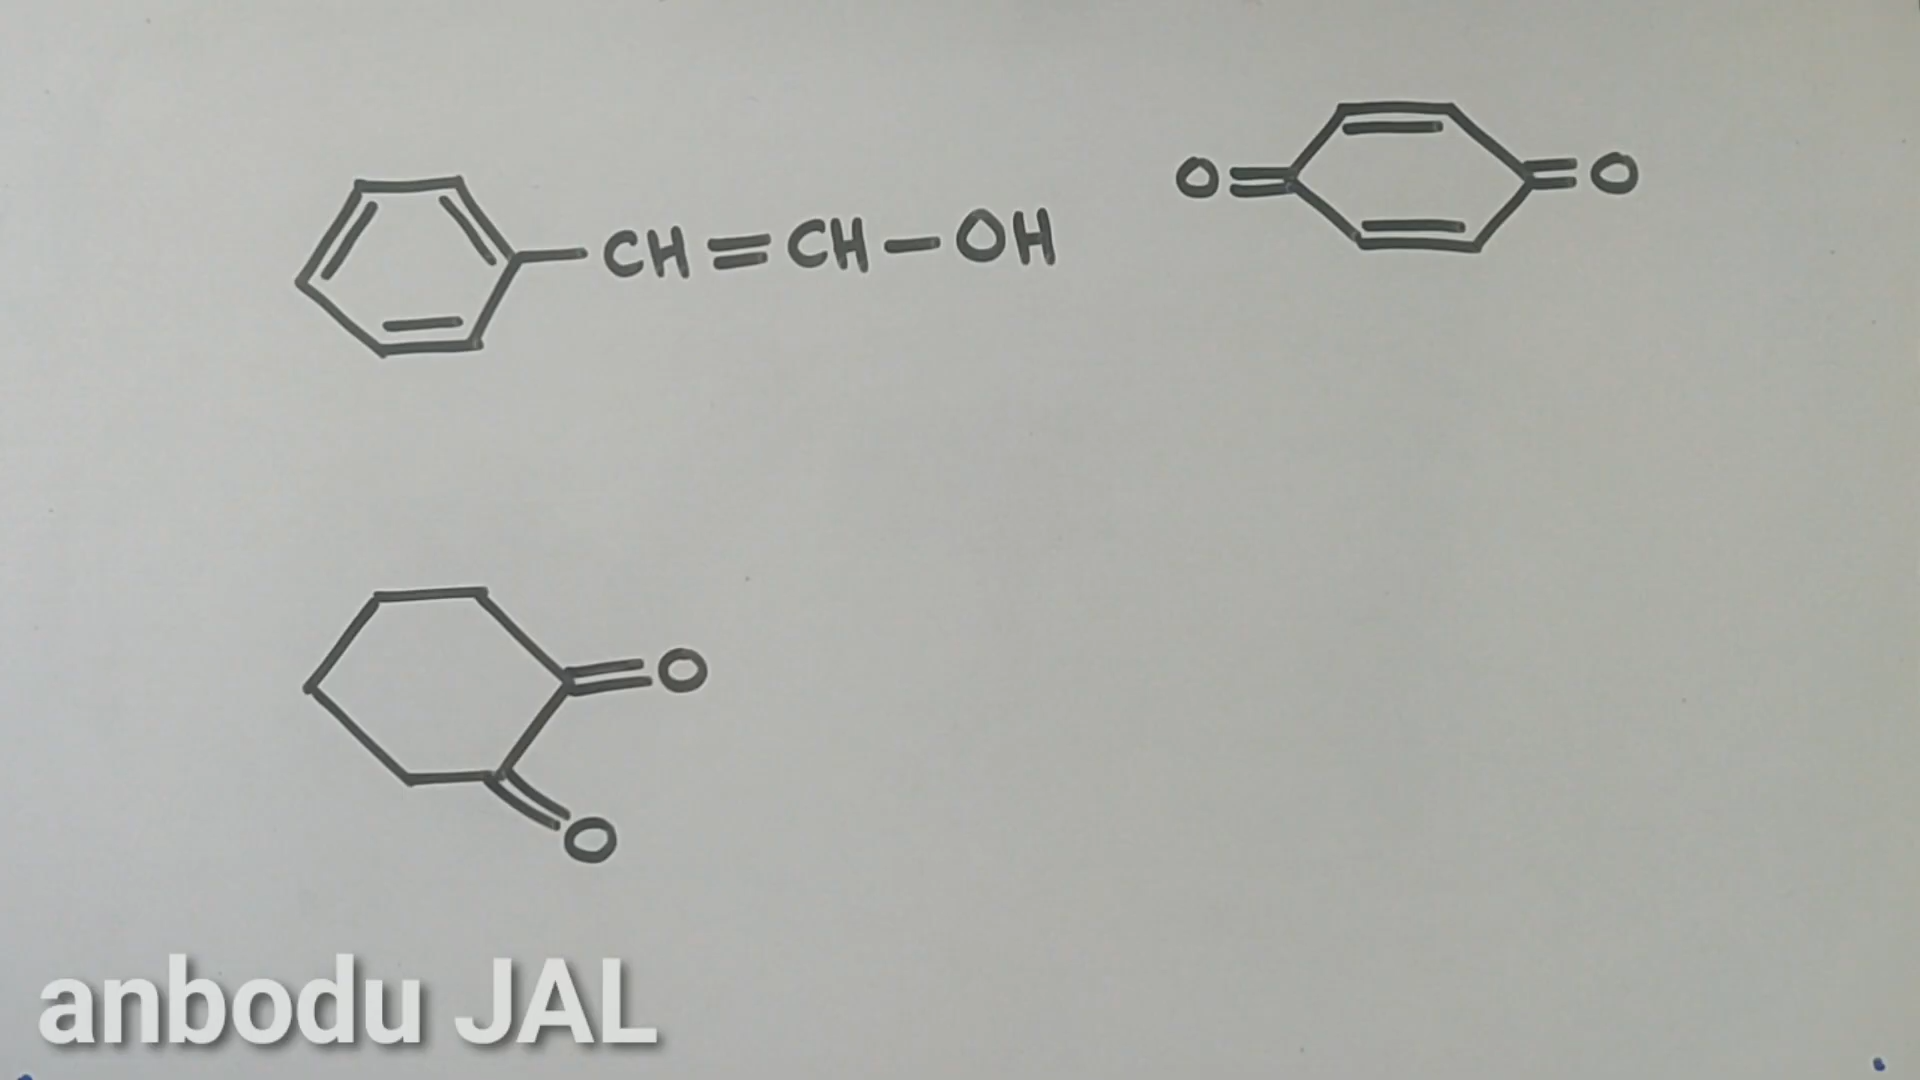 CH=CH-OH
O=
=O
=O
O
anbodu JAL